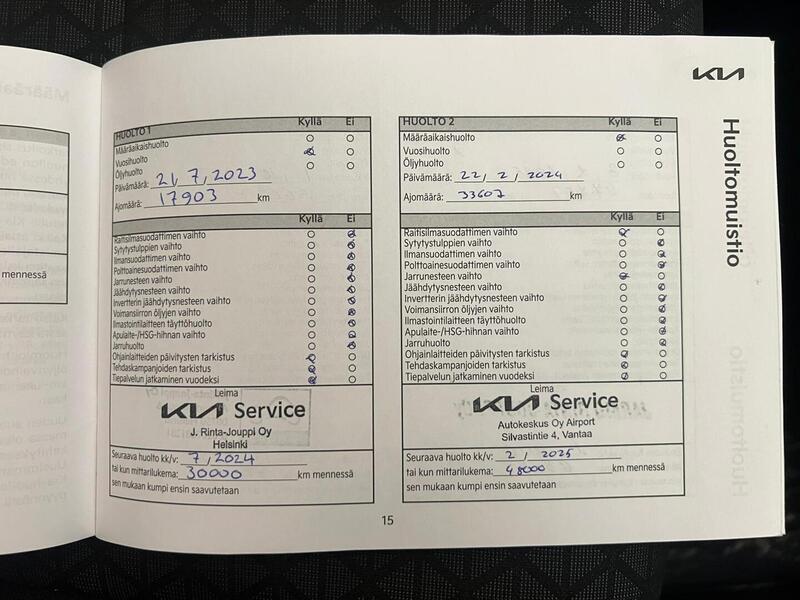 KIA
Huoltomuistio
mennessä
HUOLTO 1 Kyllä Ei
Määräaikaishuolto
Vuosihuolto
Öljyhuolto
Päivämäärä: 21, 7, 2023
Ajomäärä: 17903 km
Kyllä Ei
Raitisilmasuodattimen vaihto
Sytytystulppien vaihto
Ilmansuodattimen vaihto
Polttoainesuodattimen vaihto
Jarrunesteen vaihto
Jäähdytysnesteen vaihto
Invertterin jäähdytysnesteen vaihto
Voimansiirron öljyjen vaihto
Ilmastointilaitteen täyttöhuolto
Apulaite-/HSG-hihnan vaihto
Jarruhuolto
Ohjainlaitteiden päivitysten tarkistus
Tehdaskampanjoiden tarkistus
Tiepalvelun jatkaminen vuodeksi
Leima
KIA Service
J. Rinta-Jouppi Oy
Helsinki
Seuraava huolto kk/v: 7, 2024
tai kun mittarilukema: 30000 km mennessä
sen mukaan kumpi ensin saavutetaan
HUOLTO 2 Kyllä Ei
Määräaikaishuolto
Vuosihuolto
Öljyhuolto
Päivämäärä: 22, 2, 2024
Ajomäärä: 33607 km
Kyllä Ei
Raitisilmasuodattimen vaihto
Sytytystulppien vaihto
Ilmansuodattimen vaihto
Polttoainesuodattimen vaihto
Jarrunesteen vaihto
Jäähdytysnesteen vaihto
Invertterin jäähdytysnesteen vaihto
Voimansiirron öljyjen vaihto
Ilmastointilaitteen täyttöhuolto
Apulaite-/HSG-hihnan vaihto
Jarruhuolto
Ohjainlaitteiden päivitysten tarkistus
Tehdaskampanjoiden tarkistus
Tiepalvelun jatkaminen vuodeksi
Leima
KIA Service
Autokeskus Oy Airport
Silvastintie 4, Vantaa
Seuraava huolto kk/v: 2, 2025
tai kun mittarilukema: 48000 km mennessä
sen mukaan kumpi ensin saavutetaan
15